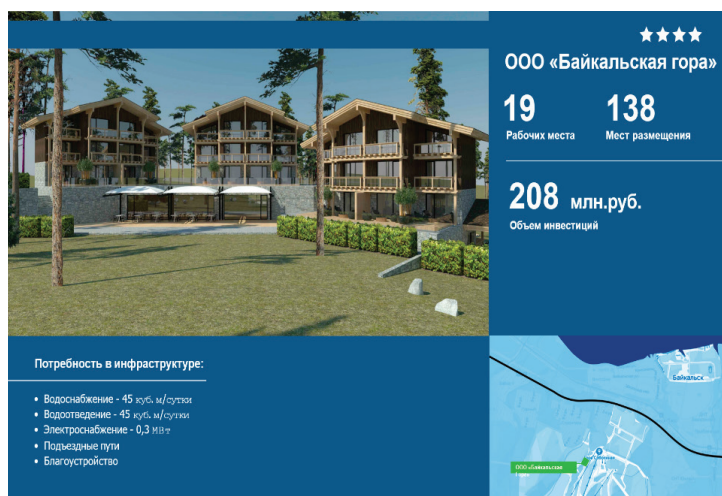 ООО «Байкальская гора»
19
Рабочих места
138
Мест размещения
208 млн.руб.
Объем инвестиций
Потребность в инфраструктуре:
• Водоснабжение - 45 куб. м/сутки
• Водоотведение - 45 куб. м/сутки
• Электроснабжение - 0,3 МВт
• Подъездные пути
• Благоустройство
Байкальск
ООО «Байкальская
Гора»